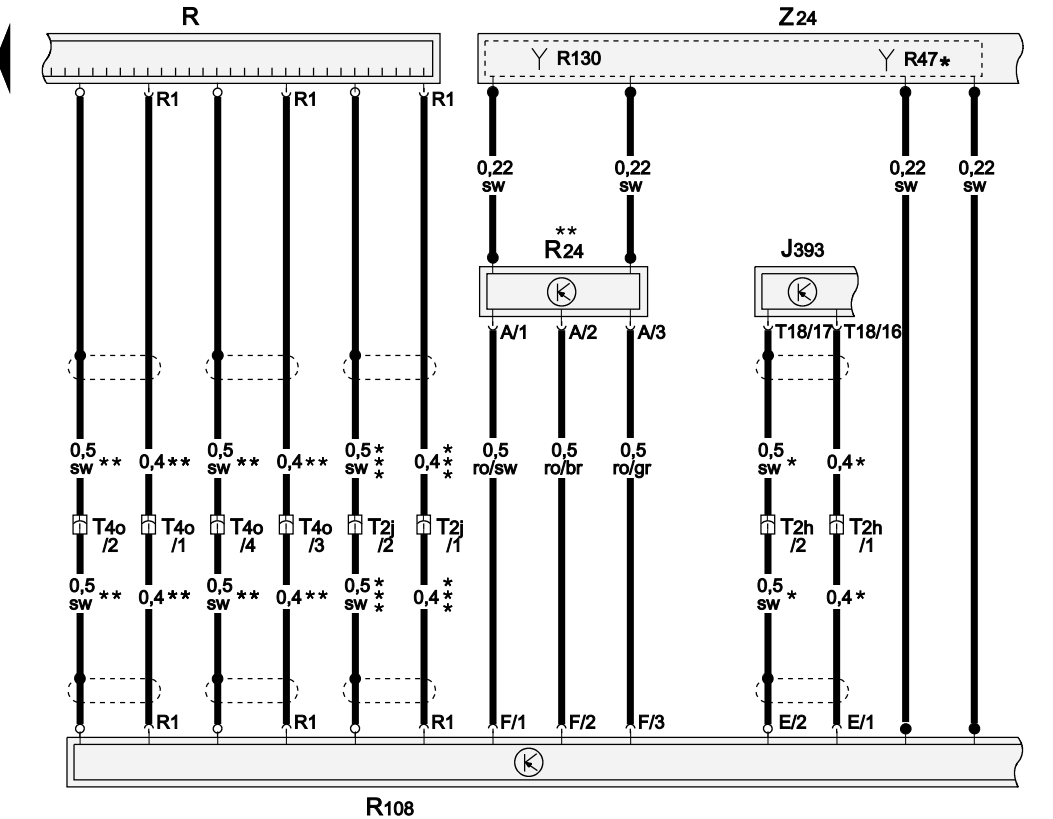 R Z24
R130 R47*
R1 R1 R1
0,22 0,22 0,22 0,22
sw sw sw sw
**
R24 J393
A/1 A/2 A/3 T18/17 T18/16
0,5 0,4** 0,5 0,4** 0,5 0,4*** 0,5 0,5 0,5 0,5 0,4*
sw** sw** sw*** ro/sw ro/br ro/gr sw*
T4o T4o T4o T4o T2j T2j T2h T2h
/2 /1 /4 /3 /2 /1 /2 /1
0,5 0,4** 0,5 0,4** 0,5 0,4*** 0,5 0,4*
sw** sw** sw*** sw*
R1 R1 R1 F/1 F/2 F/3 E/2 E/1
R108